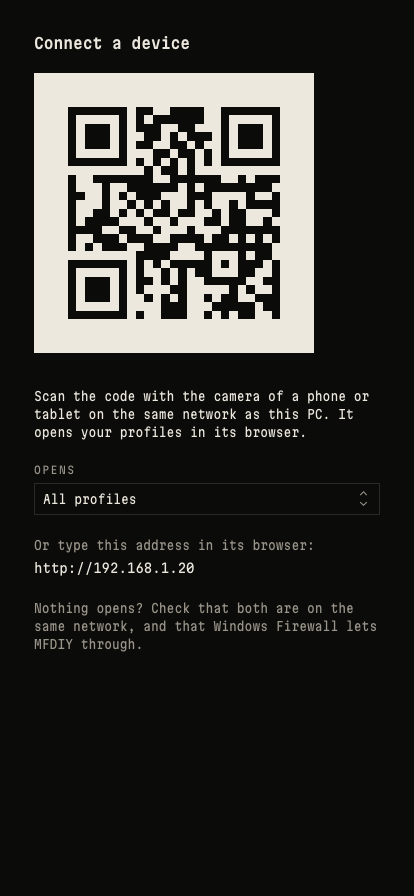 Connect a device
Scan the code with the camera of a phone or
tablet on the same network as this PC. It
opens your profiles in its browser.
OPENS
All profiles
Or type this address in its browser:
http://192.168.1.20
Nothing opens? Check that both are on the
same network, and that Windows Firewall lets
MFDIY through.